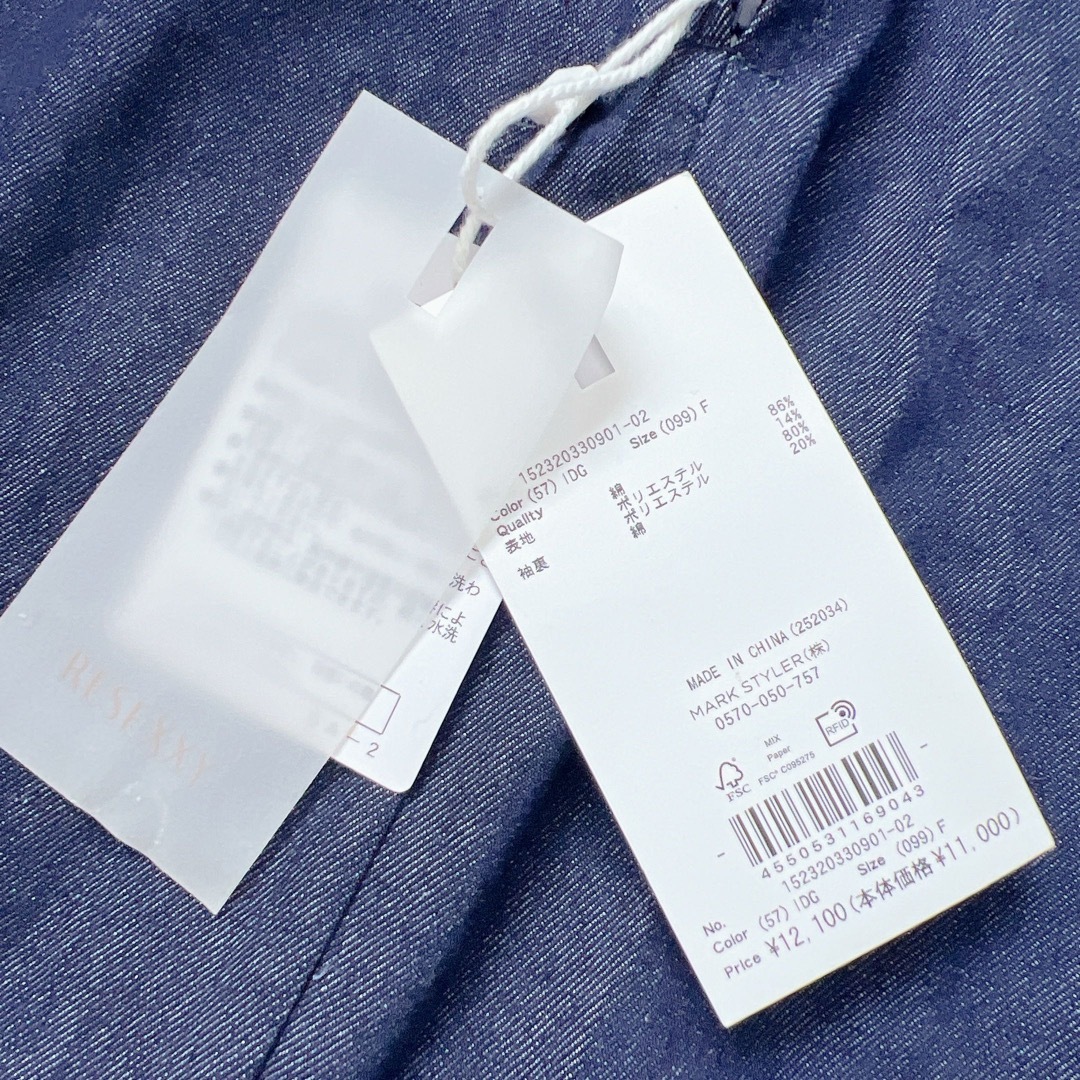 RESEXXY
洗わ
によ
水洗
2
152320330901-02
Color (57) IDG Size (099) F
Quality
表地 綿 86%
ポリエステル 14%
袖裏 ポリエステル 80%
綿 20%
MADE IN CHINA (252034)
MARK STYLER(株)
0570-050-757
FSC
MIX
Paper
FSC® C095275
RFID
4550531169043
No. 152320330901-02
Color (57) IDG Size (099) F
Price ¥12,100(本体価格¥11,000)